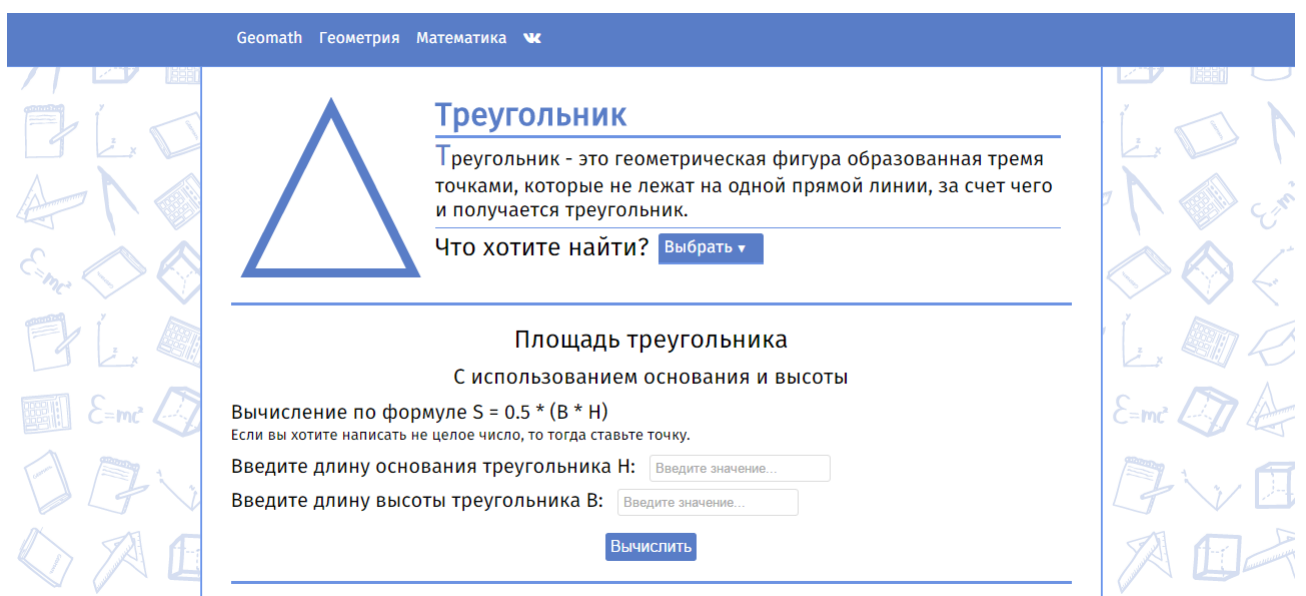 Geomath Геометрия Математика
Треугольник
Треугольник - это геометрическая фигура образованная тремя
точками, которые не лежат на одной прямой линии, за счет чего
и получается треугольник.
Что хотите найти? Выбрать ▾
Площадь треугольника
С использованием основания и высоты
Вычисление по формуле S = 0.5 * (B * H)
Если вы хотите написать не целое число, то тогда ставьте точку.
Введите длину основания треугольника H: Введите значение...
Введите длину высоты треугольника B: Введите значение...
Вычислить